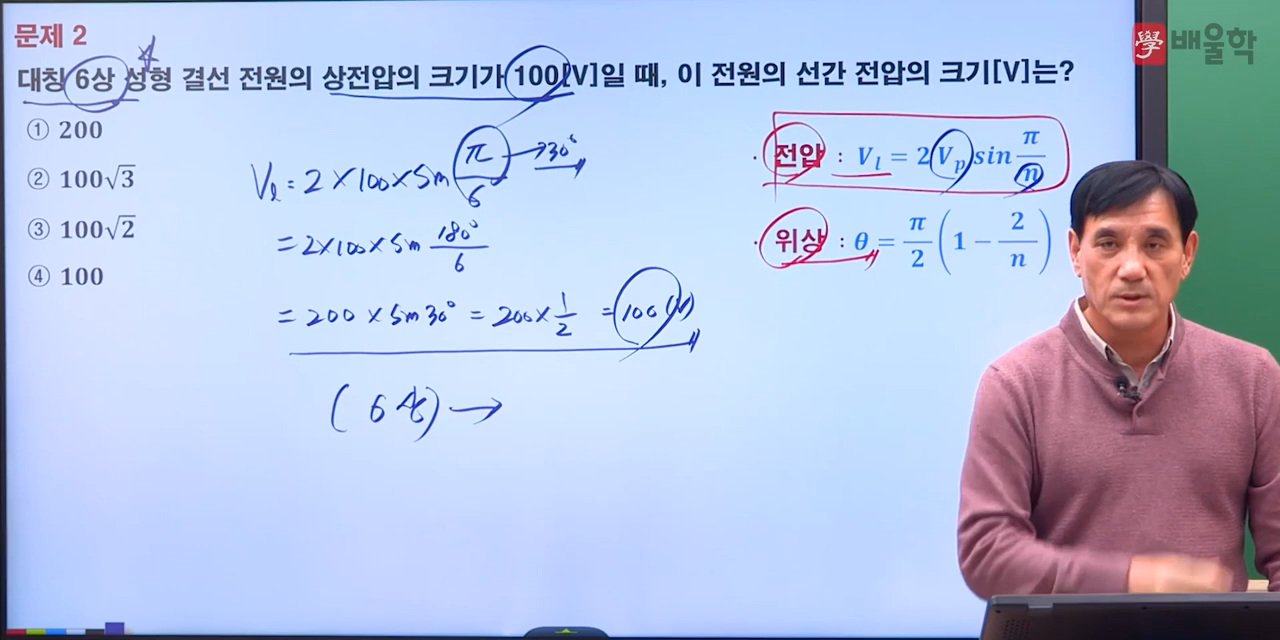 문제 2
學 배울학
대칭 6상 성형 결선 전원의 상전압의 크기가 100[V]일 때, 이 전원의 선간 전압의 크기[V]는?
① 200
② 100√3
③ 100√2
④ 100
V_l = 2 × 100 × sin π/6 → 30°
= 2 × 100 × sin 180°/6
= 200 × sin 30° = 200 × 1/2 = 100 (V)
(6상) →
· 전압 : V_l = 2V_p sin π/n
· 위상 : θ = π/2 (1 − 2/n)